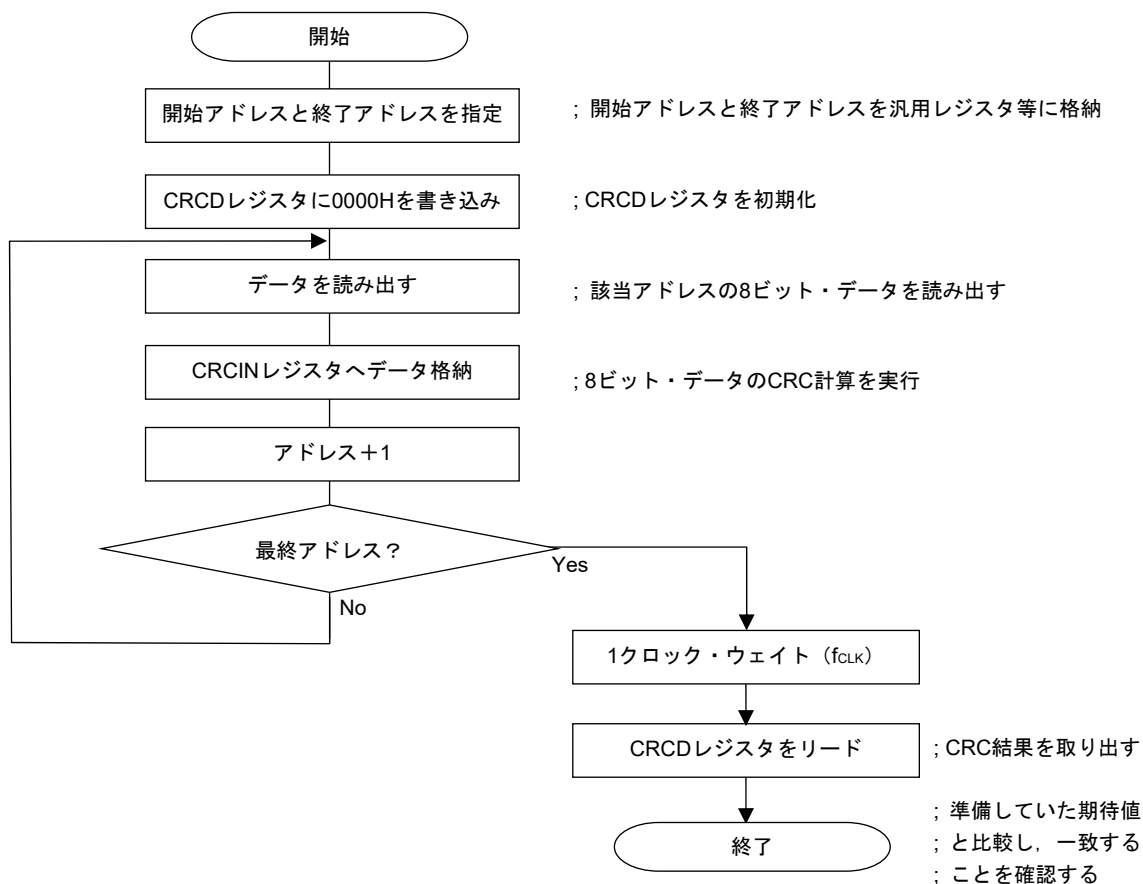 開始
開始アドレスと終了アドレスを指定
; 開始アドレスと終了アドレスを汎用レジスタ等に格納
CRCDレジスタに0000Hを書き込み
; CRCDレジスタを初期化
データを読み出す
; 該当アドレスの8ビット・データを読み出す
CRCINレジスタへデータ格納
; 8ビット・データのCRC計算を実行
アドレス＋1
最終アドレス？
Yes
No
1クロック・ウェイト（fCLK）
CRCDレジスタをリード
; CRC結果を取り出す
終了
; 準備していた期待値
; と比較し，一致する
; ことを確認する